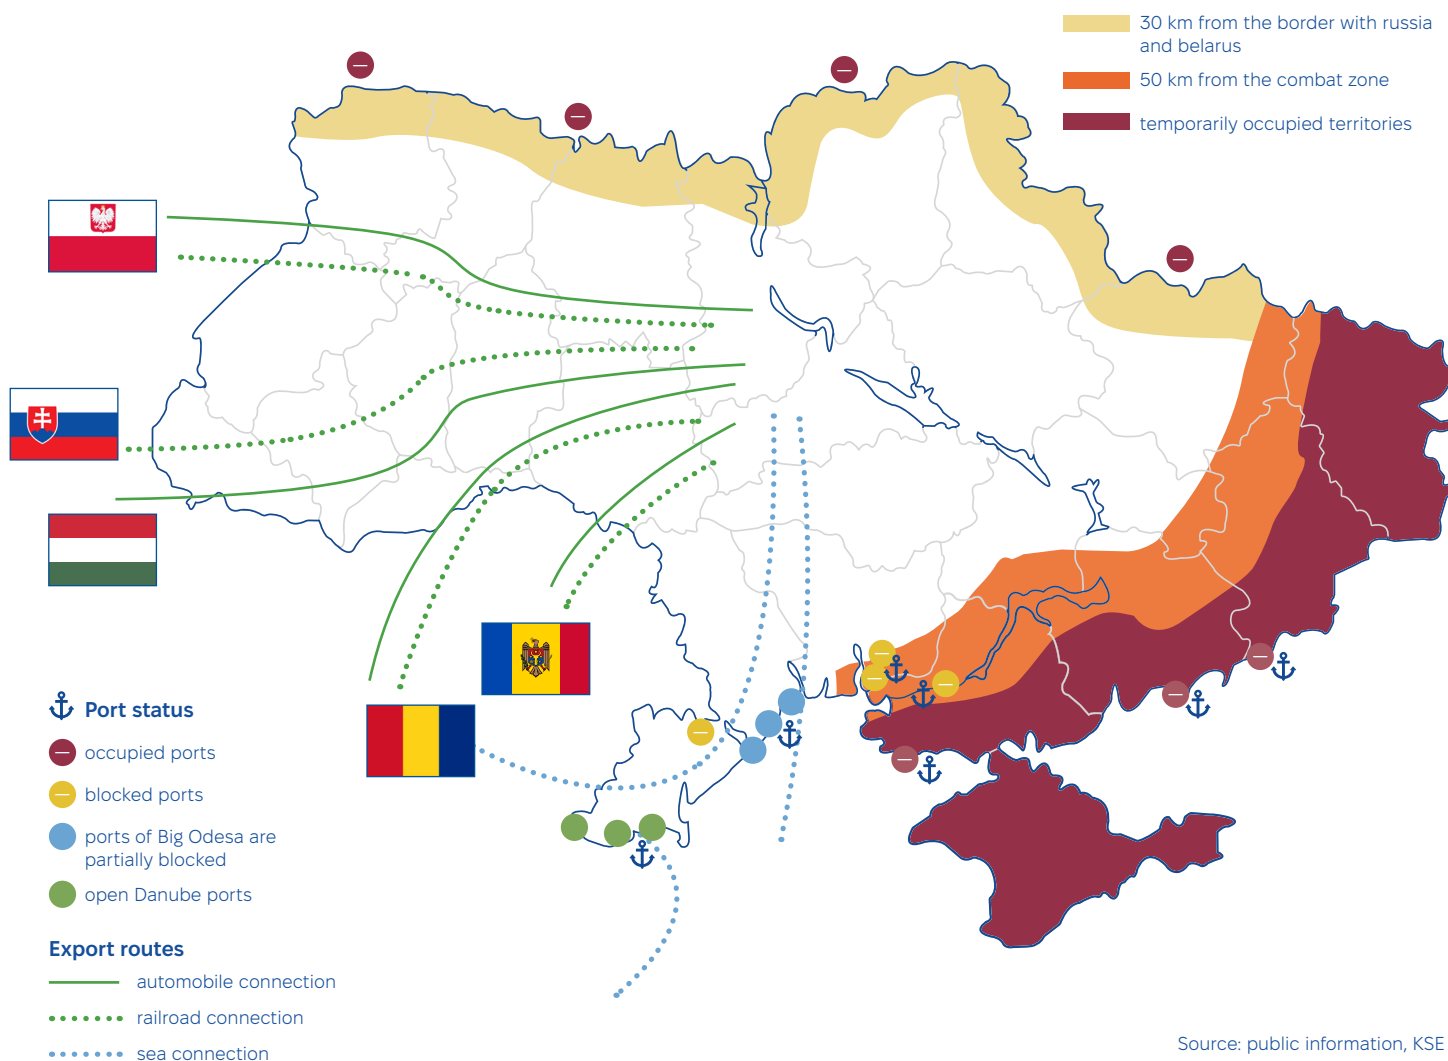 30 km from the border with russia
and belarus
50 km from the combat zone
temporarily occupied territories
Port status
occupied ports
blocked ports
ports of Big Odesa are
partially blocked
open Danube ports
Export routes
automobile connection
railroad connection
sea connection
Source: public information, KSE